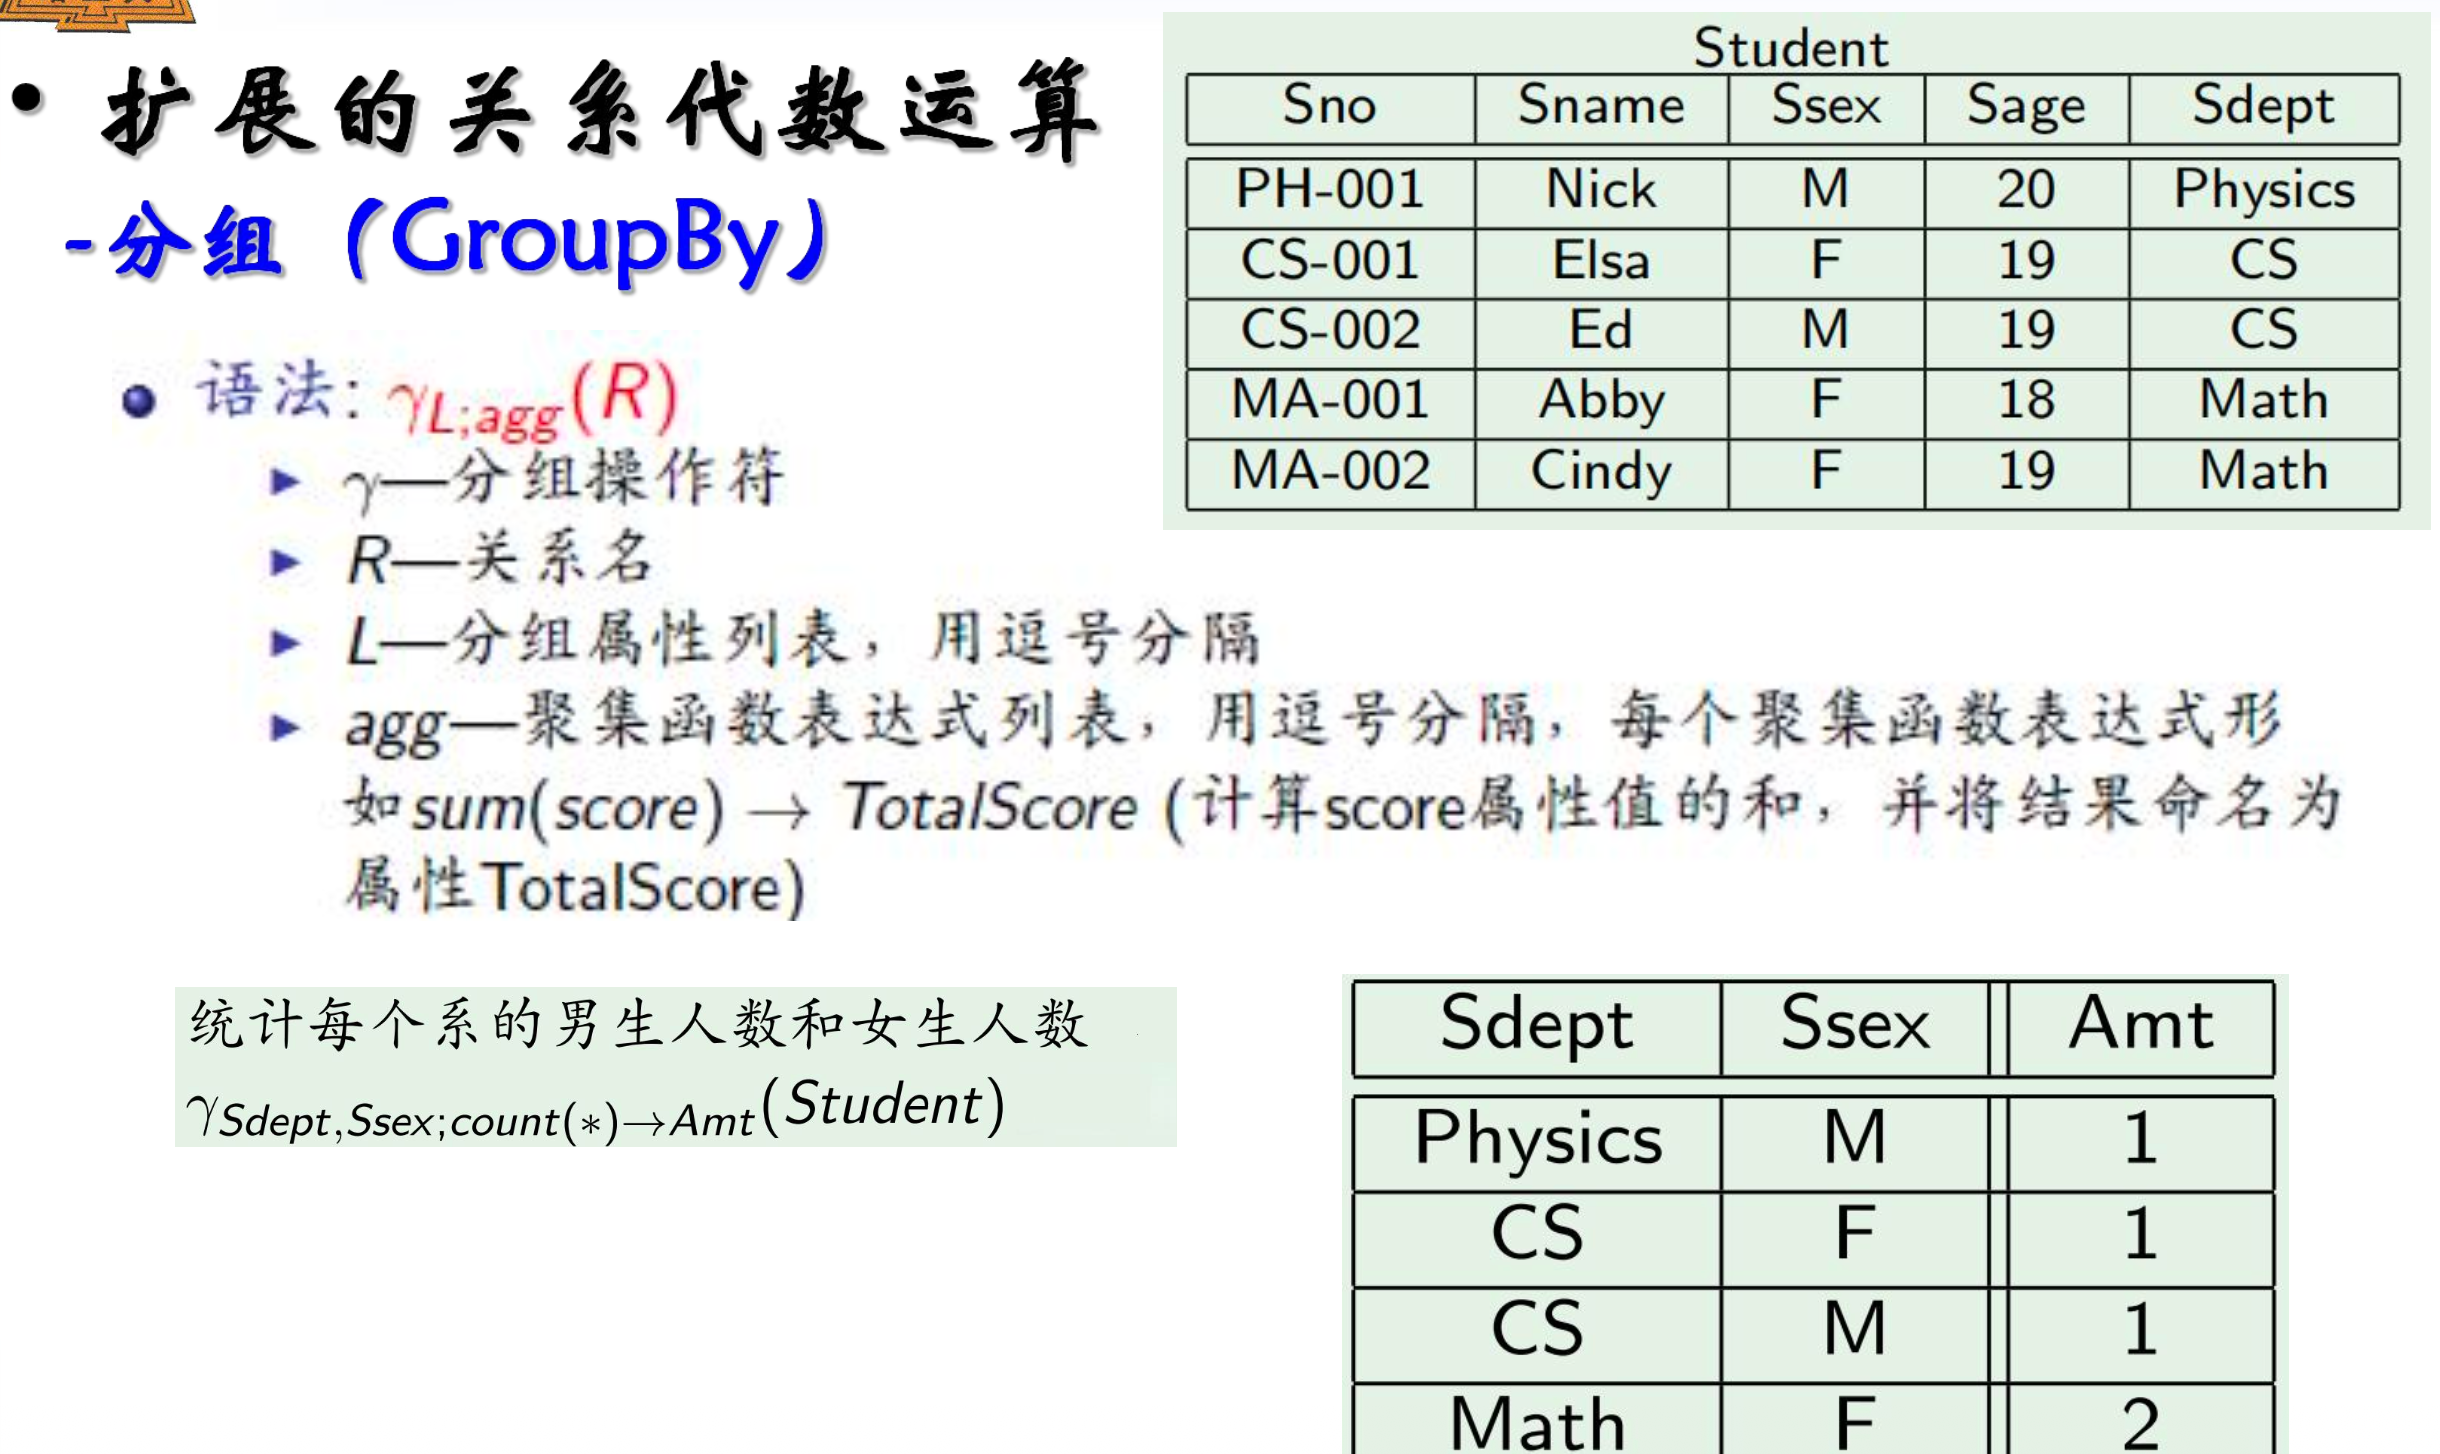 • 扩展的关系代数运算
-分组（GroupBy）
语法: γL;agg(R)
γ—分组操作符
R—关系名
L—分组属性列表，用逗号分隔
agg—聚集函数表达式列表，用逗号分隔，每个聚集函数表达式形
如sum(score) → TotalScore (计算score属性值的和，并将结果命名为
属性TotalScore)
Student
Sno Sname Ssex Sage Sdept
PH-001 Nick M 20 Physics
CS-001 Elsa F 19 CS
CS-002 Ed M 19 CS
MA-001 Abby F 18 Math
MA-002 Cindy F 19 Math
统计每个系的男生人数和女生人数
γSdept,Ssex;count(*)→Amt(Student)
Sdept Ssex Amt
Physics M 1
CS F 1
CS M 1
Math F 2